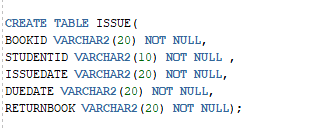 CREATE TABLE ISSUE(
BOOKID VARCHAR2(20) NOT NULL,
STUDENTID VARCHAR2(10) NOT NULL ,
ISSUEDATE VARCHAR2(20) NOT NULL,
DUEDATE VARCHAR2(20) NOT NULL,
RETURNBOOK VARCHAR2(20) NOT NULL);